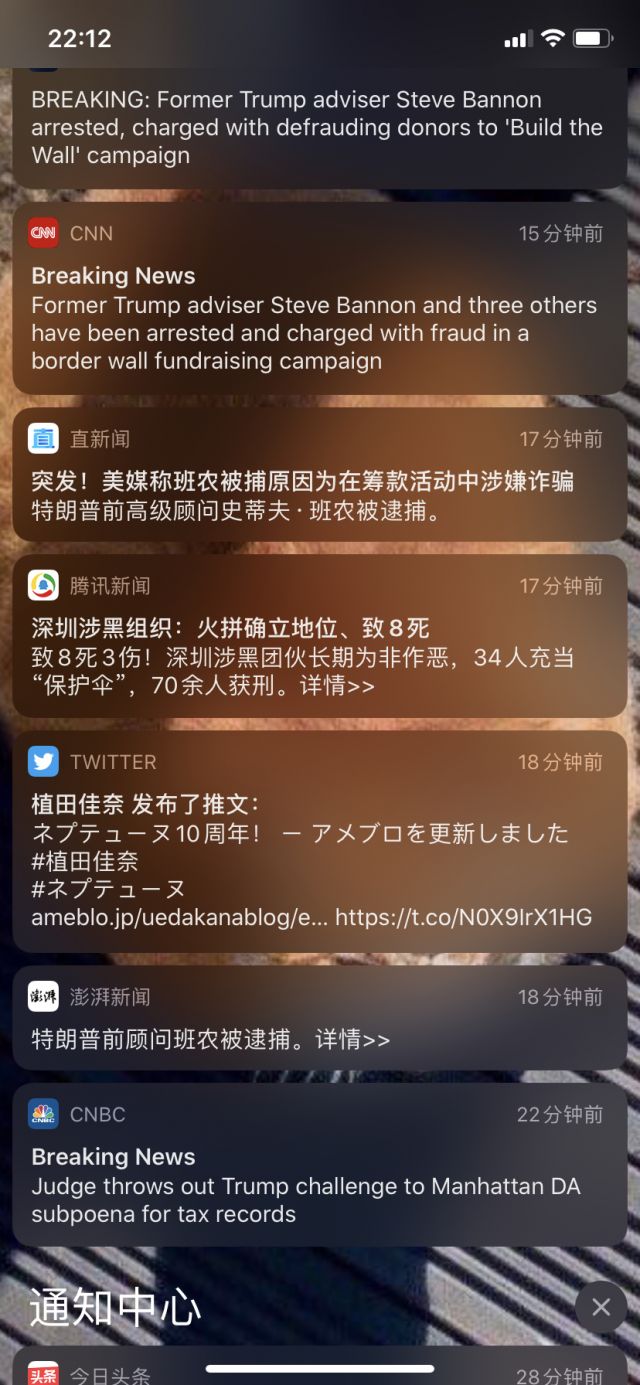 22:12
BREAKING: Former Trump adviser Steve Bannon
arrested, charged with defrauding donors to 'Build the
Wall' campaign
CNN CNN 15分钟前
Breaking News
Former Trump adviser Steve Bannon and three others
have been arrested and charged with fraud in a
border wall fundraising campaign
直 直新闻 17分钟前
突发！美媒称班农被捕原因为在筹款活动中涉嫌诈骗
特朗普前高级顾问史蒂夫·班农被逮捕。
腾讯新闻 17分钟前
深圳涉黑组织：火拼确立地位、致8死
致8死3伤！深圳涉黑团伙长期为非作恶，34人充当
“保护伞”，70余人获刑。详情>>
TWITTER 18分钟前
植田佳奈 发布了推文：
ネプテューヌ10周年！ － アメブロを更新しました
#植田佳奈
#ネプテューヌ
ameblo.jp/uedakanablog/e... https://t.co/N0X9IrX1HG
澎湃 澎湃新闻 18分钟前
特朗普前顾问班农被逮捕。详情>>
CNBC CNBC 22分钟前
Breaking News
Judge throws out Trump challenge to Manhattan DA
subpoena for tax records
通知中心
头条 今日头条 28分钟前